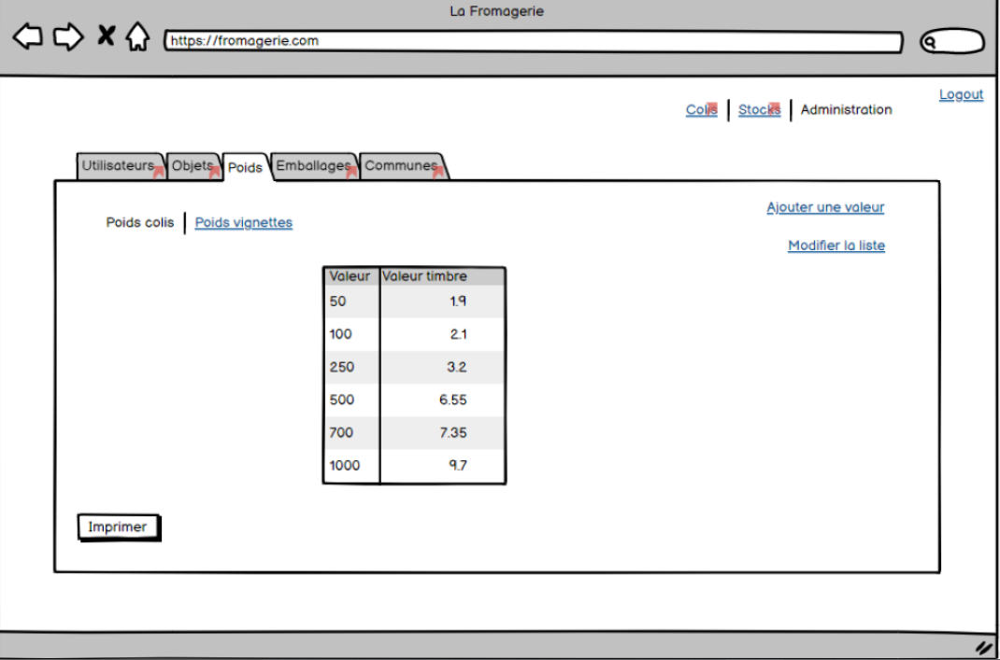 La Fromagerie
https://fromagerie.com
Logout
Colis Stocks Administration
Utilisateurs Objets Poids Emballages Communes
Ajouter une valeur
Poids colis Poids vignettes
Modifier la liste
Valeur Valeur timbre
50 1.9
100 2.1
250 3.2
500 6.55
700 7.35
1000 9.7
Imprimer